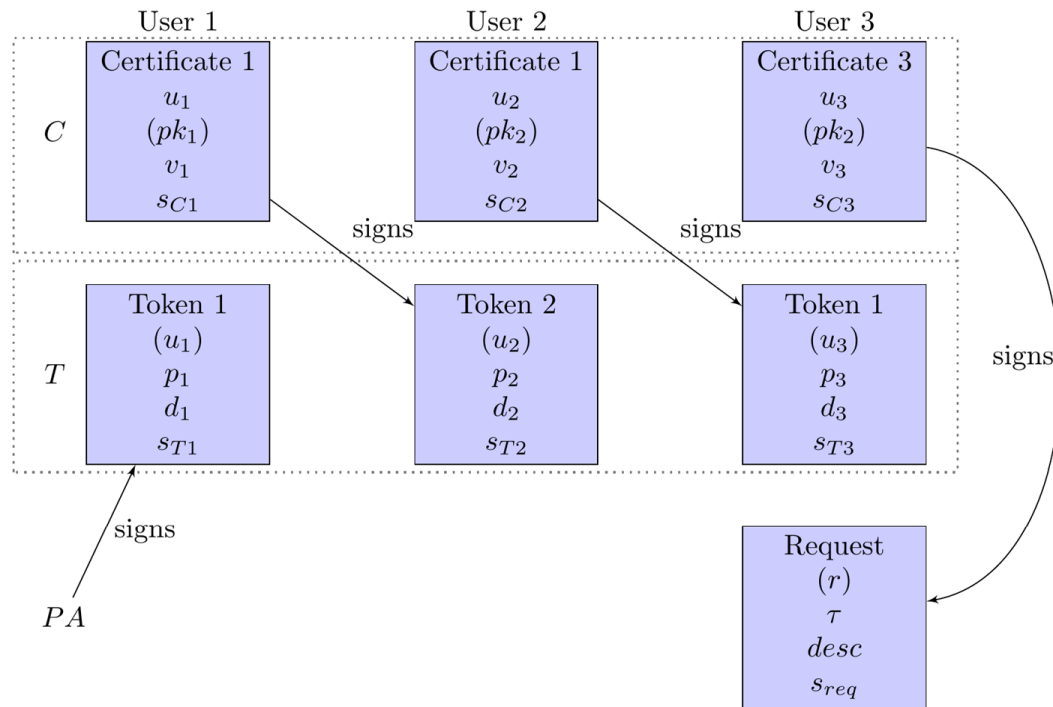 User 1
User 2
User 3
C
Certificate 1
u1
(pk1)
v1
sC1
Certificate 1
u2
(pk2)
v2
sC2
Certificate 3
u3
(pk2)
v3
sC3
signs
signs
signs
T
Token 1
(u1)
p1
d1
sT1
Token 2
(u2)
p2
d2
sT2
Token 1
(u3)
p3
d3
sT3
signs
PA
Request
(r)
τ
desc
sreq